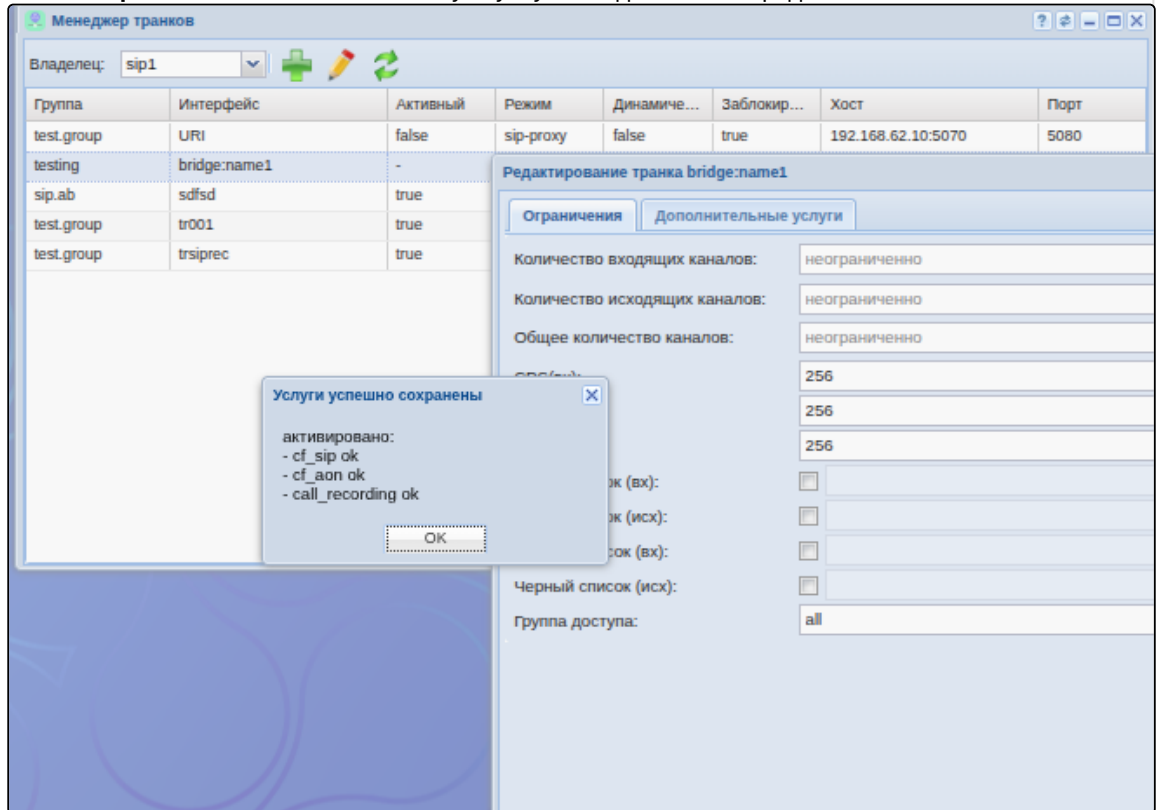 Менеджер транков
Владелец: sip1
Группа Интерфейс Активный Режим Динамиче... Заблокир... Хост Порт
test.group URI false sip-proxy false true 192.168.62.10:5070 5080
testing bridge:name1 -
sip.ab sdfsd true
test.group tr001 true
test.group trsiprec true
Редактирование транка bridge:name1
Ограничения Дополнительные услуги
Количество входящих каналов: неограниченно
Количество исходящих каналов: неограниченно
Общее количество каналов: неограниченно
256
256
256
ок (вх):
ок (исх):
сок (вх):
Черный список (исх):
Группа доступа: all
Услуги успешно сохранены
активировано:
- cf_sip ok
- cf_aon ok
- call_recording ok
OK